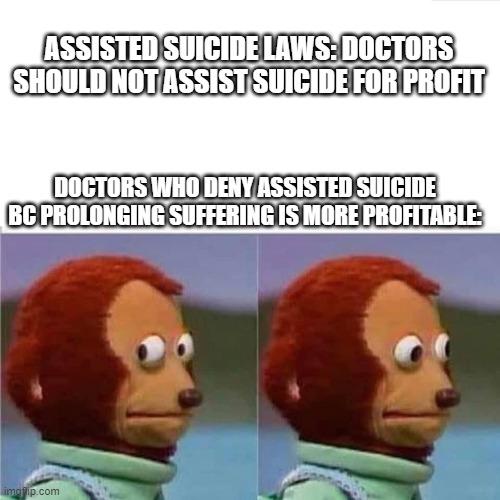 ASSISTED SUICIDE LAWS: DOCTORS
SHOULD NOT ASSIST SUICIDE FOR PROFIT
DOCTORS WHO DENY ASSISTED SUICIDE
BC PROLONGING SUFFERING IS MORE PROFITABLE:
imgflip.com